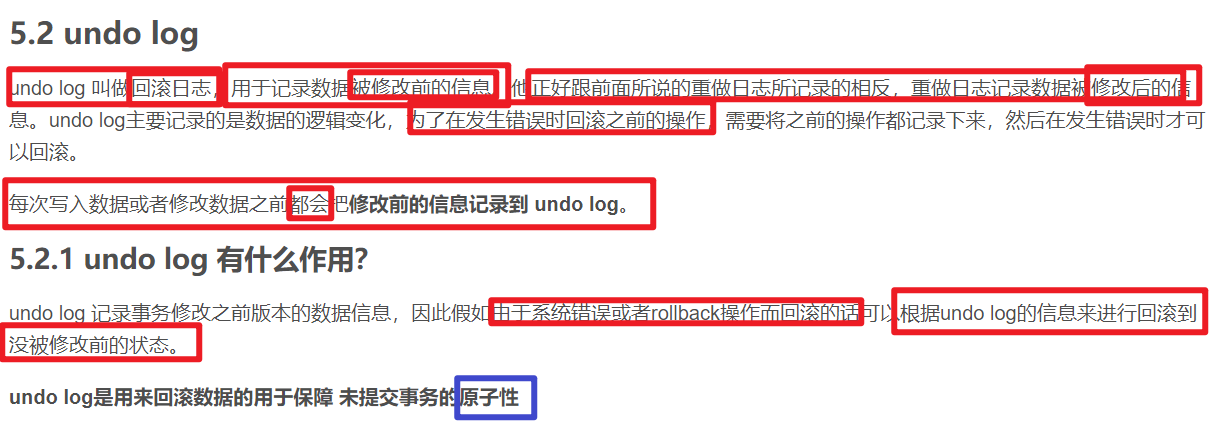 5.2 undo log
undo log 叫做回滚日志，用于记录数据被修改前的信息。他正好跟前面所说的重做日志所记录的相反，重做日志记录数据被修改后的信
息。undo log主要记录的是数据的逻辑变化，为了在发生错误时回滚之前的操作，需要将之前的操作都记录下来，然后在发生错误时才可
以回滚。
每次写入数据或者修改数据之前都会把修改前的信息记录到 undo log。
5.2.1 undo log 有什么作用？
undo log 记录事务修改之前版本的数据信息，因此假如由于系统错误或者rollback操作而回滚的话可以根据undo log的信息来进行回滚到
没被修改前的状态。
undo log是用来回滚数据的用于保障 未提交事务的原子性